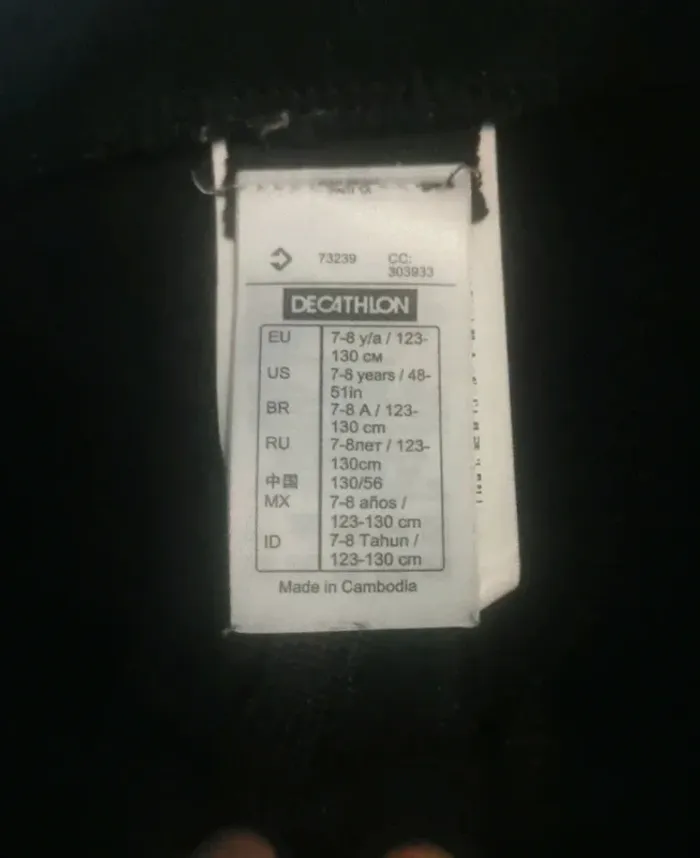 73239 CC:
303933
DECATHLON
EU 7-8 y/a / 123-
130 см
US 7-8 years / 48-
51in
BR 7-8 A / 123-
130 cm
RU 7-8лет / 123-
130cm
中国 130/56
MX 7-8 años /
123-130 cm
ID 7-8 Tahun /
123-130 cm
Made in Cambodia